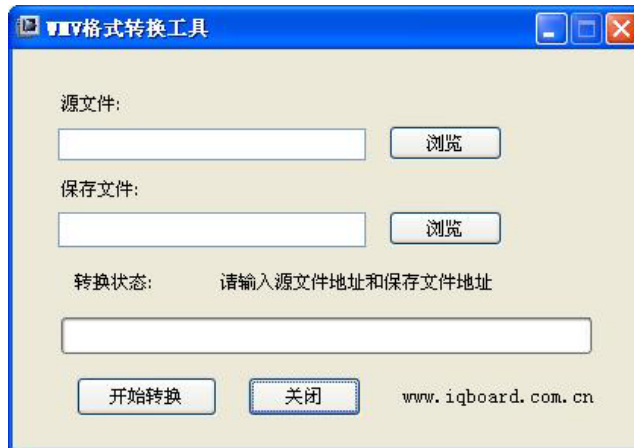 WMV格式转换工具
源文件:
浏览
保存文件:
浏览
转换状态: 请输入源文件地址和保存文件地址
开始转换 关闭 www.iqboard.com.cn